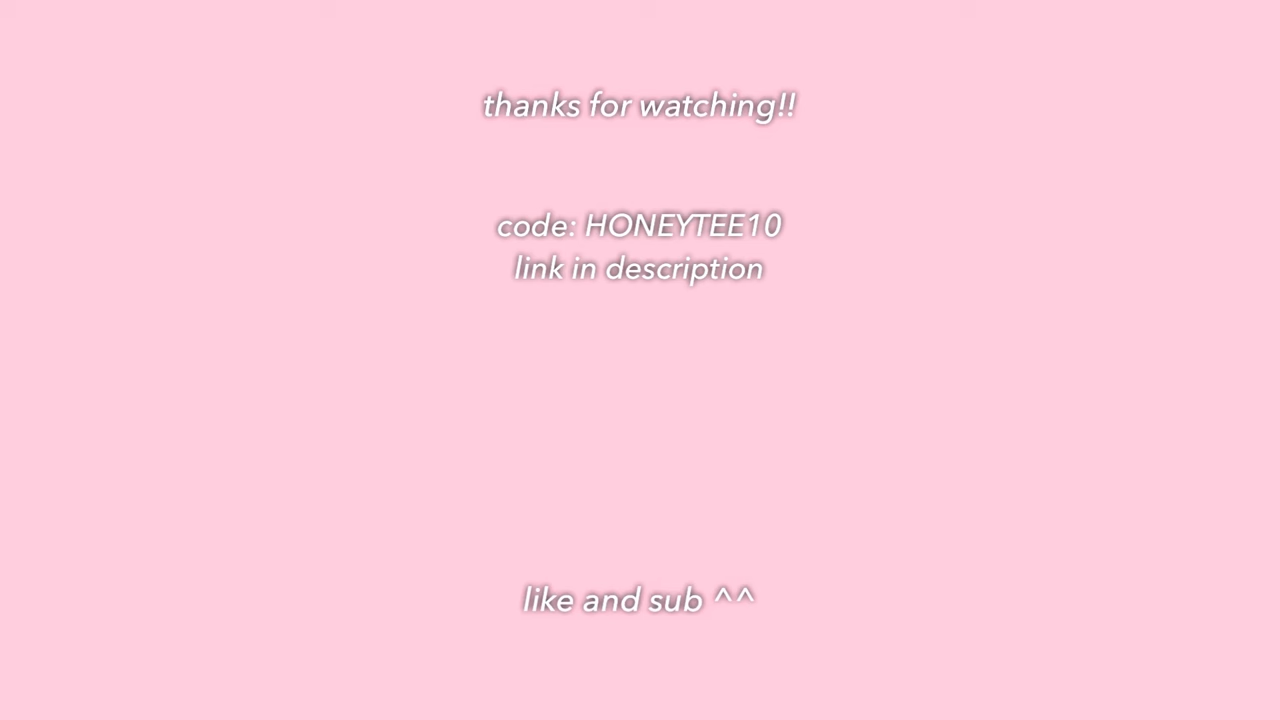 thanks for watching!!
code: HONEYTEE10
link in description
like and sub ^^